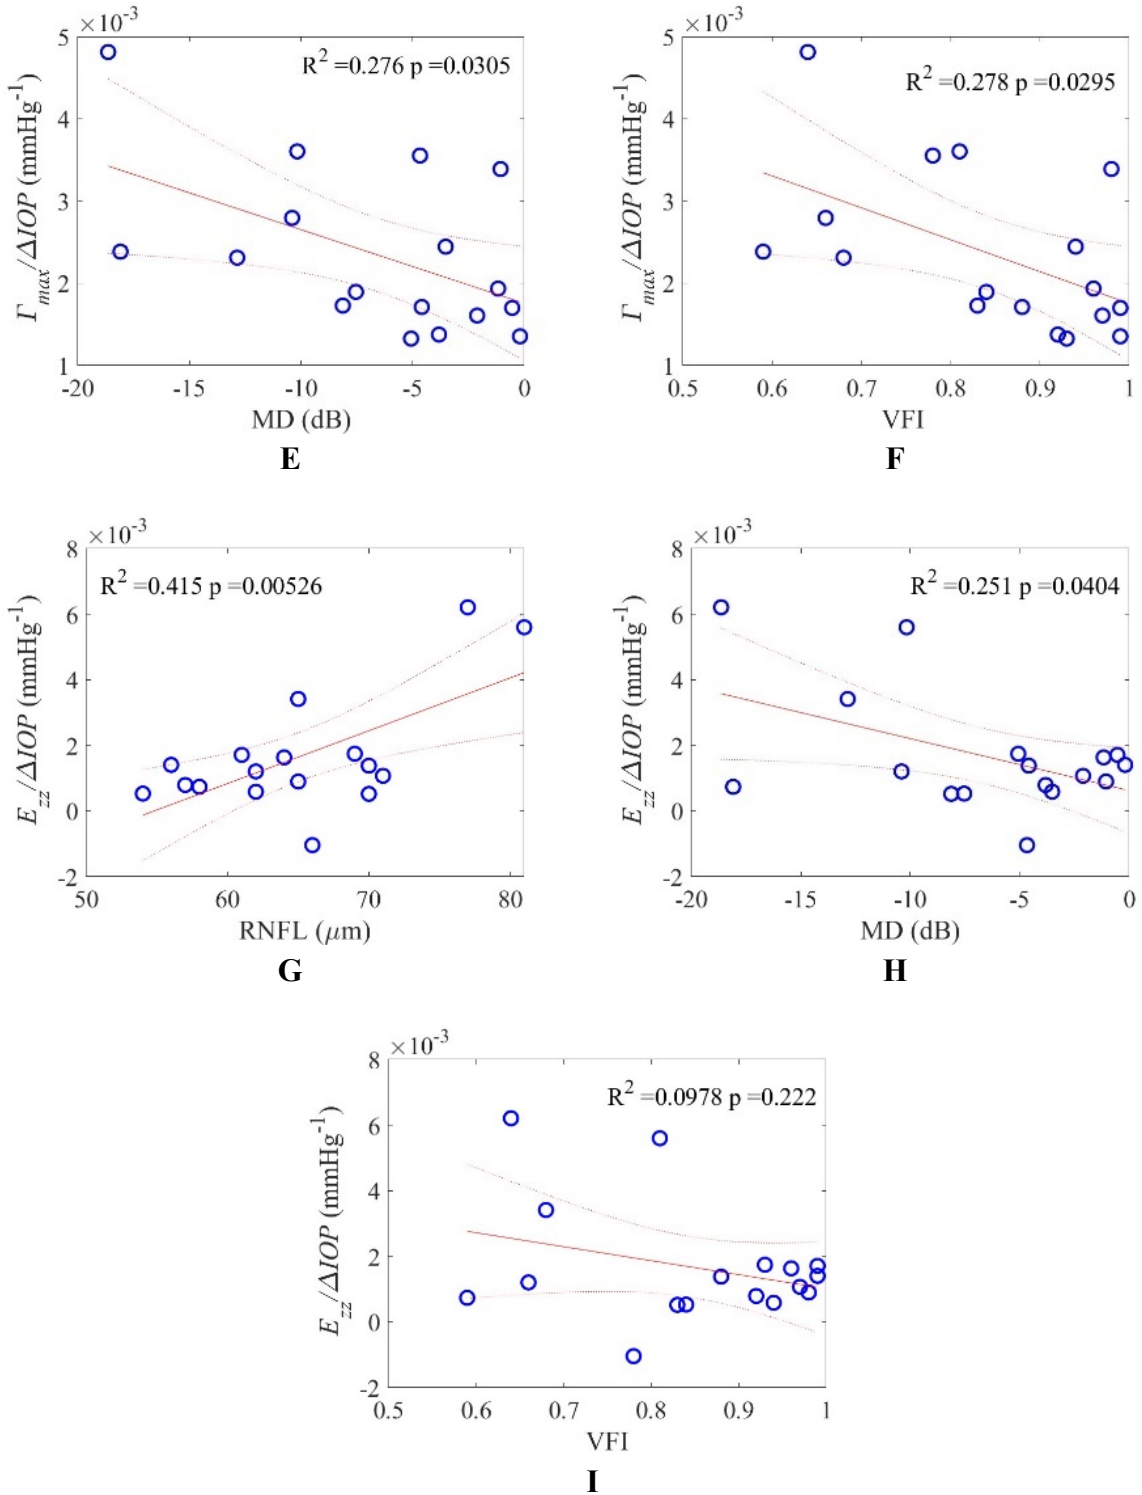 ×10⁻³
5
4
3
2
1
Γmax/ΔIOP (mmHg⁻¹)
R² =0.276 p =0.0305
-20 -15 -10 -5 0
MD (dB)
E
×10⁻³
5
4
3
2
1
Γmax/ΔIOP (mmHg⁻¹)
R² =0.278 p =0.0295
0.5 0.6 0.7 0.8 0.9 1
VFI
F
×10⁻³
8
6
4
2
0
-2
Ezz/ΔIOP (mmHg⁻¹)
R² =0.415 p =0.00526
50 60 70 80
RNFL (μm)
G
×10⁻³
8
6
4
2
0
-2
Ezz/ΔIOP (mmHg⁻¹)
R² =0.251 p =0.0404
-20 -15 -10 -5 0
MD (dB)
H
×10⁻³
8
6
4
2
0
-2
Ezz/ΔIOP (mmHg⁻¹)
R² =0.0978 p =0.222
0.5 0.6 0.7 0.8 0.9 1
VFI
I